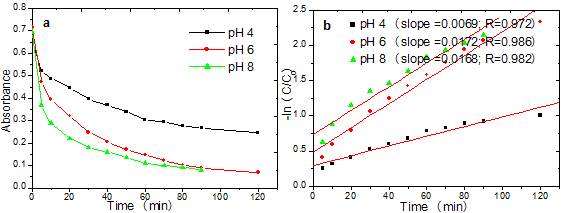 a
pH 4
pH 6
pH 8
Absorbance
0.8
0.7
0.6
0.5
0.4
0.3
0.2
0.1
0.0
0 20 40 60 80 100 120
Time (min)
b
pH 4 (slope =0.0069; R=0.972)
pH 6 (slope =0.0172; R=0.986)
pH 8 (slope =0.0168; R=0.982)
-ln (C/C0)
2.5
2.0
1.5
1.0
0.5
0.0
0 20 40 60 80 100 120
Time (min)